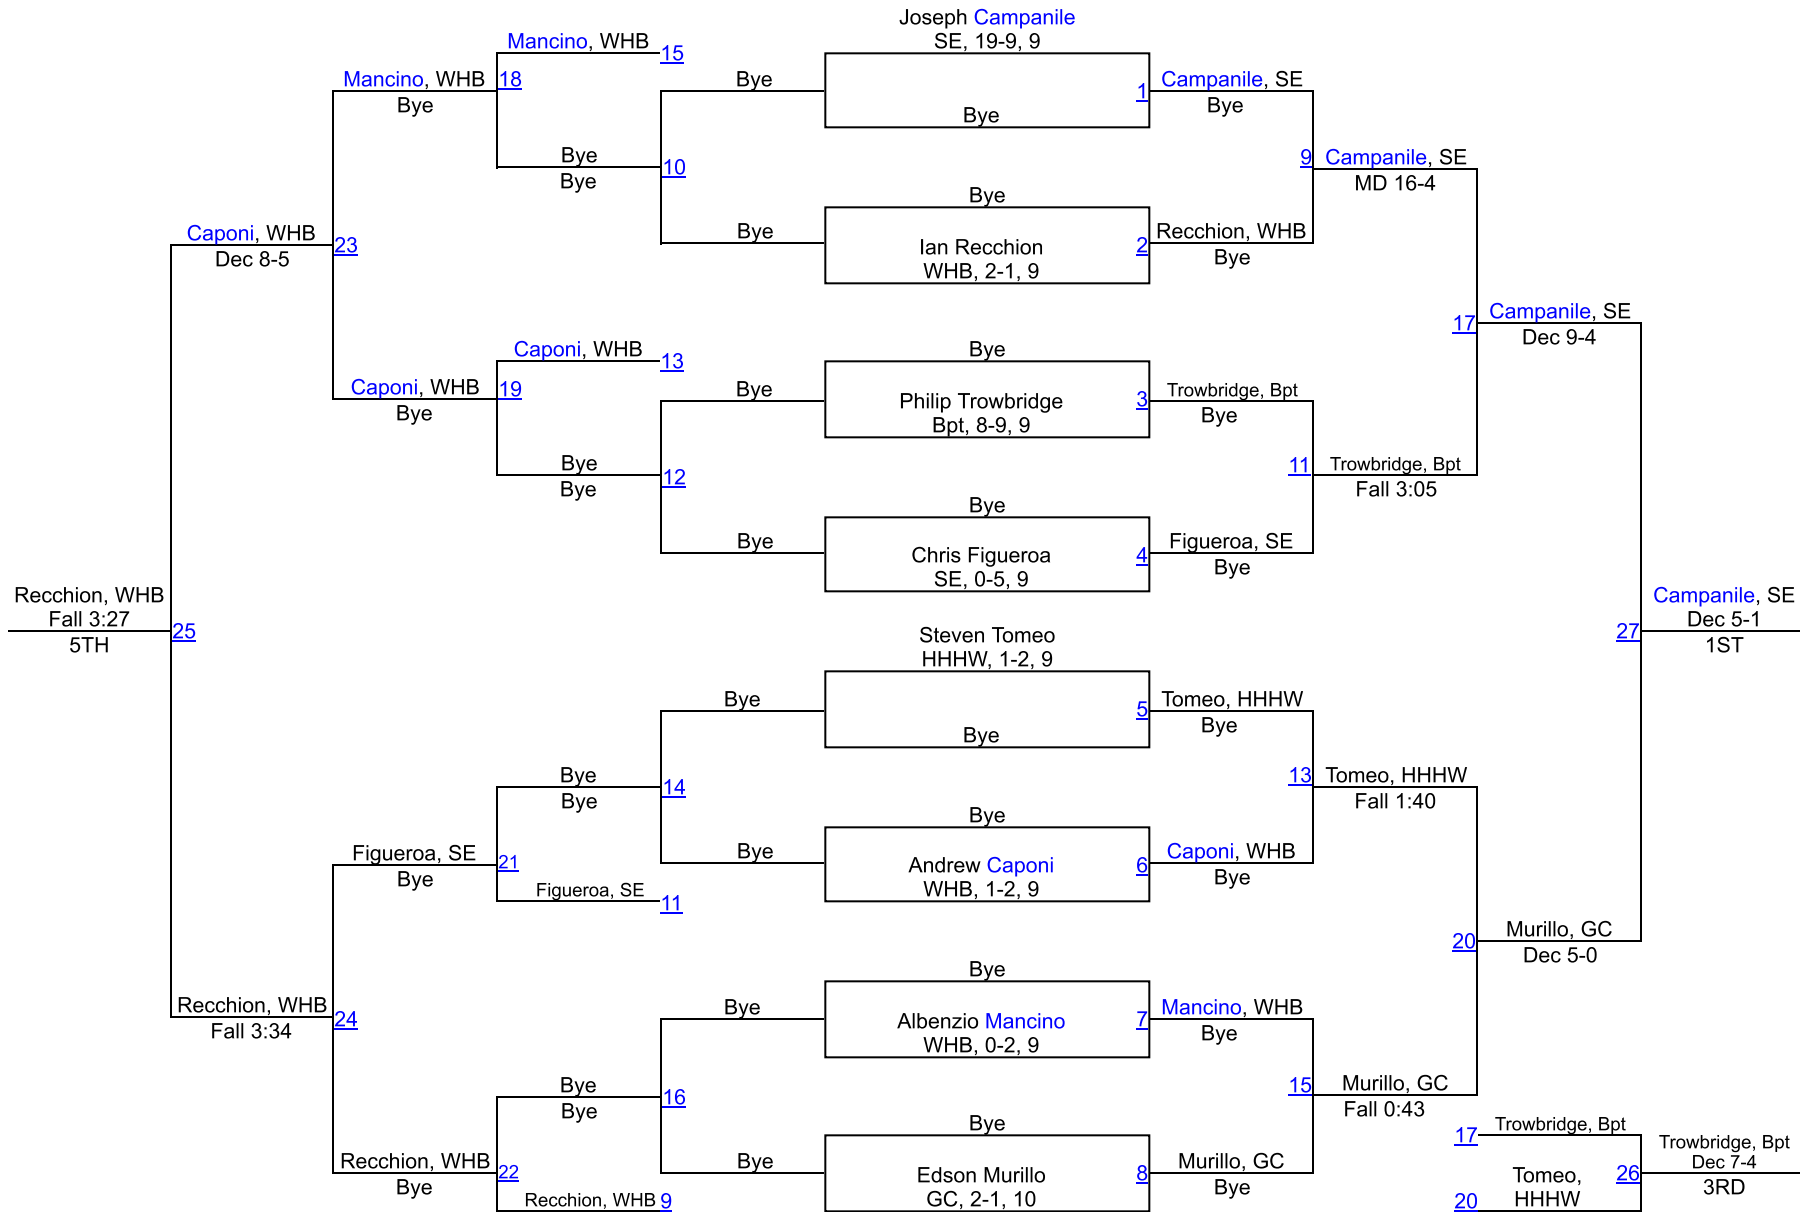 Joseph Campanile
SE, 19-9, 9
Mancino, WHB
15
Mancino, WHB
18
Bye
Bye
1
Campanile, SE
Bye
Bye
Bye
Bye
10
Bye
9
Campanile, SE
MD 16-4
Bye
Caponi, WHB
23
Dec 8-5
Bye
Ian Recchion
WHB, 2-1, 9
2
Recchion, WHB
Bye
Campanile, SE
17
Dec 9-4
Caponi, WHB
13
Bye
Caponi, WHB
19
Bye
Bye
Philip Trowbridge
Bpt, 8-9, 9
3
Trowbridge, Bpt
Bye
Bye
12
Bye
11
Trowbridge, Bpt
Fall 3:05
Bye
Bye
Chris Figueroa
SE, 0-5, 9
4
Figueroa, SE
Bye
Recchion, WHB
Fall 3:27
25
5TH
Campanile, SE
Dec 5-1
27
1ST
Steven Tomeo
HHHW, 1-2, 9
Bye
5
Tomeo, HHHW
Bye
Bye
Bye
14
Bye
13
Tomeo, HHHW
Fall 1:40
Bye
Figueroa, SE
21
Bye
Bye
Andrew Caponi
WHB, 1-2, 9
6
Caponi, WHB
Bye
Figueroa, SE
11
20
Murillo, GC
Dec 5-0
Bye
Recchion, WHB
24
Fall 3:34
Bye
Albenzio Mancino
WHB, 0-2, 9
7
Mancino, WHB
Bye
Bye
16
Bye
15
Murillo, GC
Fall 0:43
Bye
Recchion, WHB
22
Bye
Bye
Edson Murillo
GC, 2-1, 10
8
Murillo, GC
Bye
Recchion, WHB
9
17
Trowbridge, Bpt
Tomeo,
HHHW
20
26
Trowbridge, Bpt
Dec 7-4
3RD